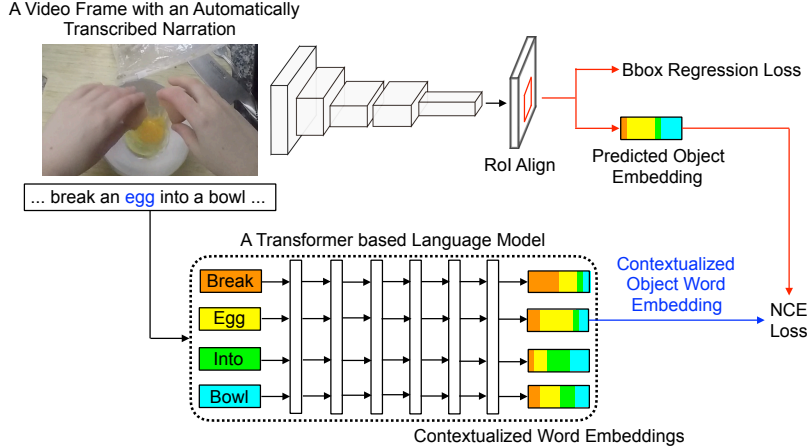 A Video Frame with an Automatically
Transcribed Narration
Bbox Regression Loss
RoI Align
Predicted Object
Embedding
... break an egg into a bowl ...
A Transformer based Language Model
Break
Egg
Into
Bowl
Contextualized
Object Word
Embedding
NCE
Loss
Contextualized Word Embeddings